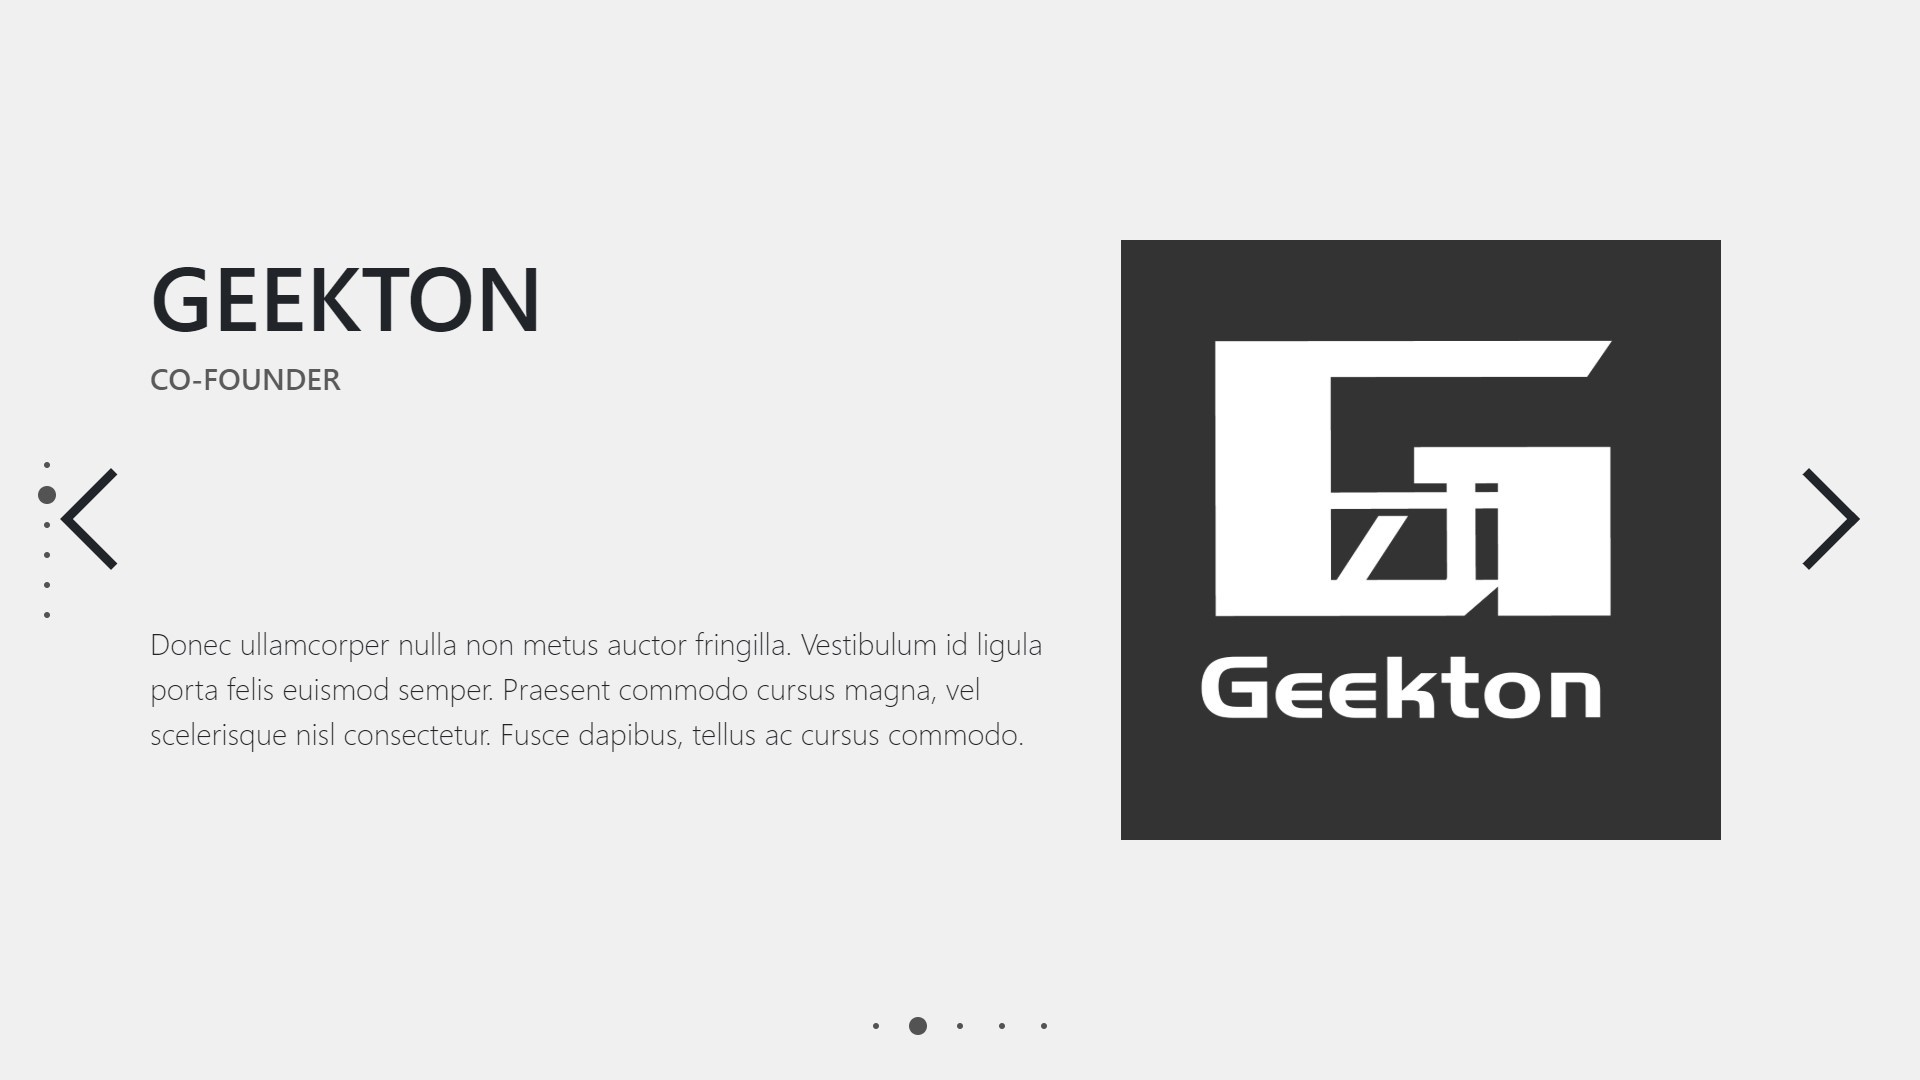 GEEKTON
CO-FOUNDER
Donec ullamcorper nulla non metus auctor fringilla. Vestibulum id ligula
porta felis euismod semper. Praesent commodo cursus magna, vel
scelerisque nisl consectetur. Fusce dapibus, tellus ac cursus commodo.
Geekton